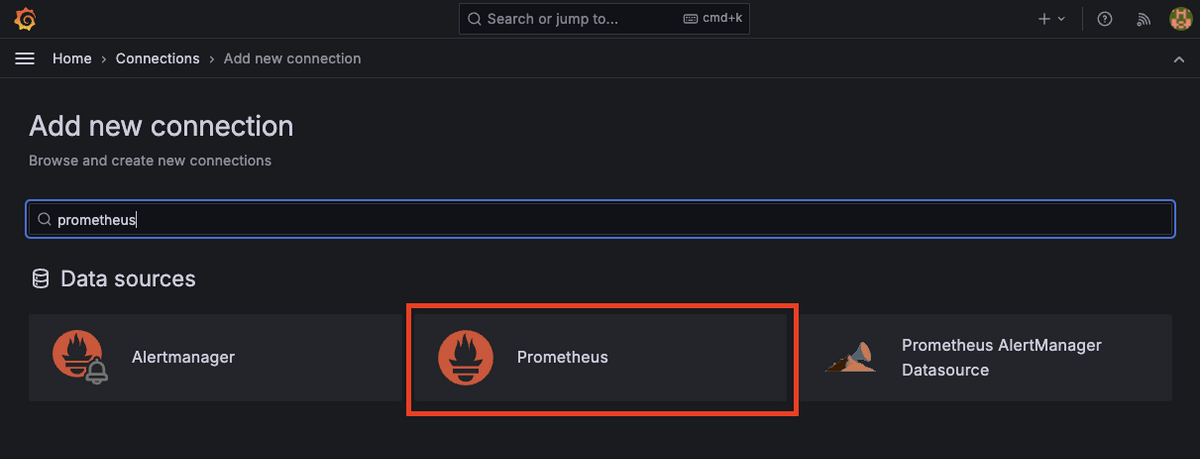 Search or jump to... cmd+k
Home › Connections › Add new connection
Add new connection
Browse and create new connections
prometheus
Data sources
Alertmanager
Prometheus
Prometheus AlertManager
Datasource